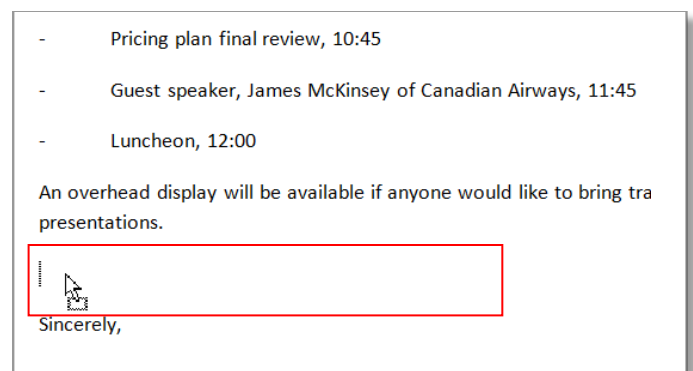 - Pricing plan final review, 10:45
- Guest speaker, James McKinsey of Canadian Airways, 11:45
- Luncheon, 12:00
An overhead display will be available if anyone would like to bring tra
presentations.
Sincerely,